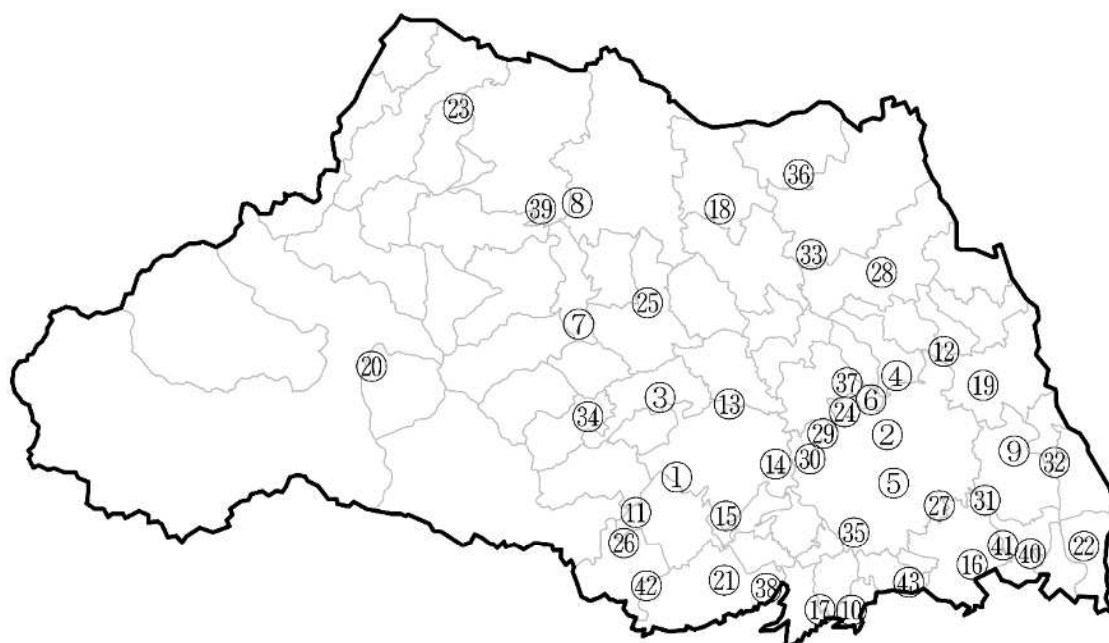 ㉓
㊱
㊴ ⑧ ⑱
㉝
㉘
㉕
⑦
⑫
⑳ ㊲ ④ ⑲
③ ⑬ ㉔ ⑥
㉞ ㉙ ②
⑭ ㉚ ⑨ ㉜
① ⑤
⑪ ⑮ ㉗ ㉛
㉖ ㉟ ㊶ ㊵ ㉒
㊷ ㉑ ㊳ ㊸ ⑯
⑰ ⑩